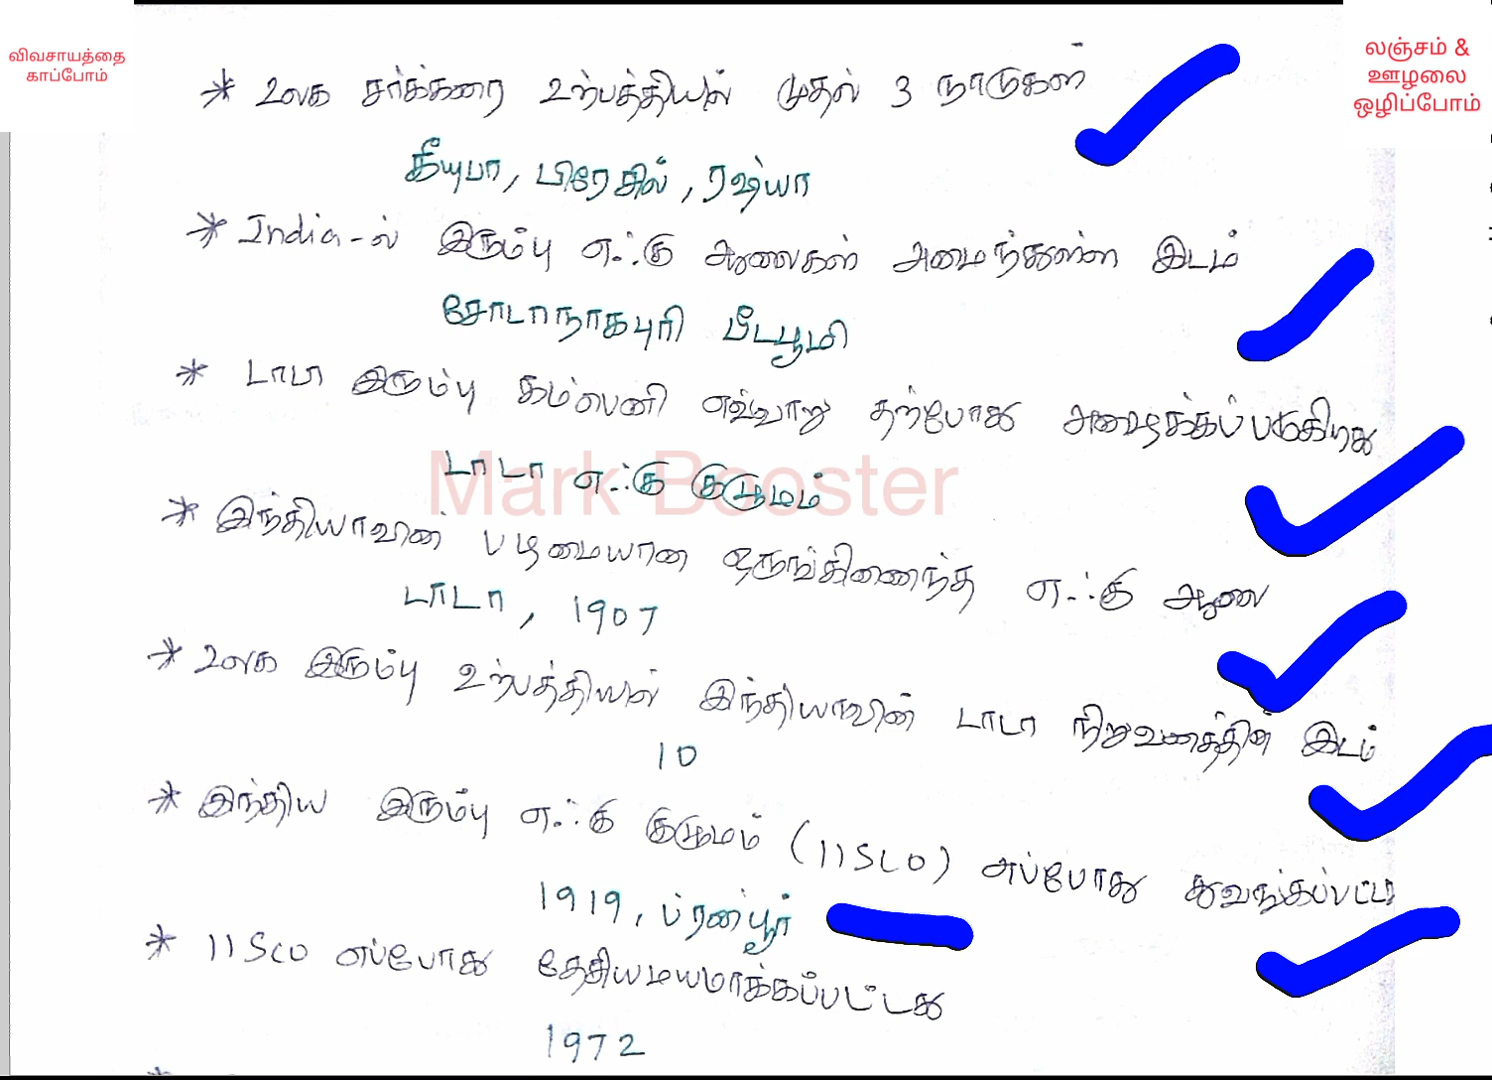 விவசாயத்தை
காப்போம்
லஞ்சம் &
ஊழலை
ஒழிப்போம்
* உலக சர்க்கரை உற்பத்தியில் முதல் 3 நாடுகள்
கியூபா, பிரேசில், ரஷ்யா
* India-ல் இரும்பு எஃகு ஆலைகள் அமைந்துள்ள இடம்
சோடாநாகபுரி பீடபூமி
* டாடா இரும்பு கம்பெனி எவ்வாறு தற்போது அழைக்கப்படுகிறது
டாடா எஃகு குழுமம்
Mark Booster
* இந்தியாவின் பழமையான ஒருங்கிணைந்த எஃகு ஆலை
டாடா, 1907
* உலக இரும்பு உற்பத்தியில் இந்தியாவின் டாடா நிறுவனத்தின் இடம்
10
* இந்திய இரும்பு எஃகு குழுமம் (IISCO) எப்போது துவங்கப்பட்டது
1919, பரன்பூர்
* IISCO எப்போது தேசியமயமாக்கப்பட்டது
1972